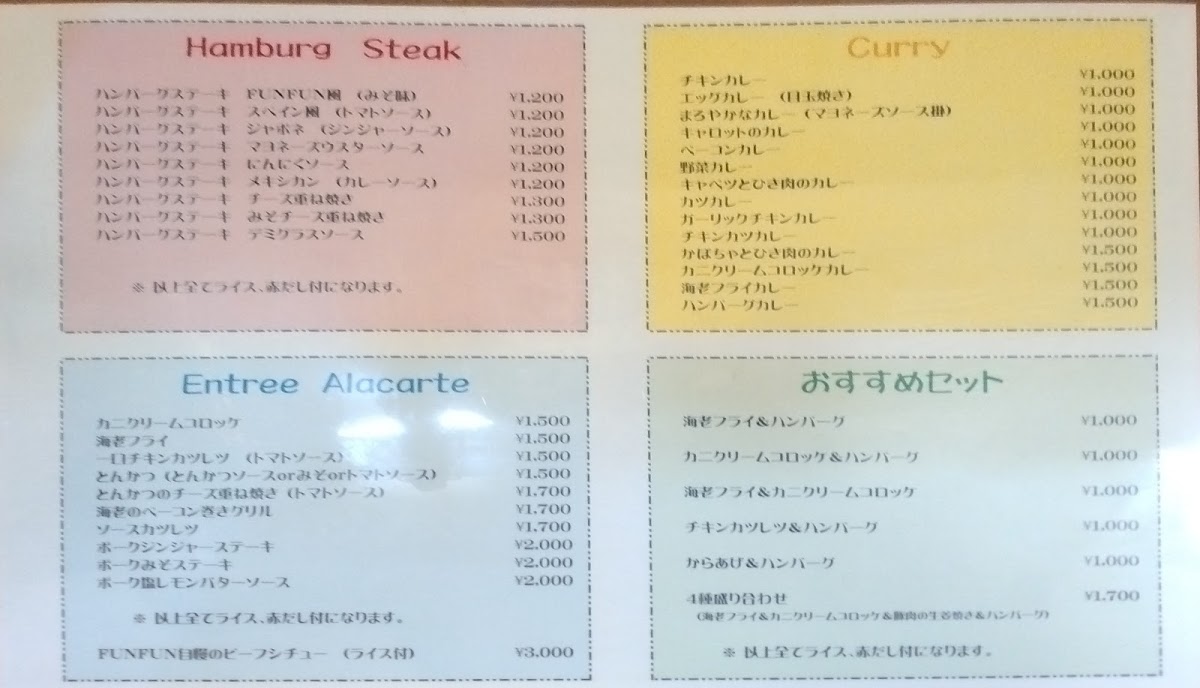 Hamburg Steak
ハンバーグステーキ FUNFUN風 (みそ味) ¥1,200
ハンバーグステーキ スペイン風 (トマトソース) ¥1,200
ハンバーグステーキ ジャポネ (ジンジャーソース) ¥1,200
ハンバーグステーキ マヨネーズウスターソース ¥1,200
ハンバーグステーキ にんにくソース ¥1,200
ハンバーグステーキ メキシカン (カレーソース) ¥1,200
ハンバーグステーキ チーズ重ね焼き ¥1,300
ハンバーグステーキ みそチーズ重ね焼き ¥1,300
ハンバーグステーキ デミグラスソース ¥1,500
※ 以上全てライス、赤だし付になります。
Curry
チキンカレー ¥1,000
エッグカレー (目玉焼き) ¥1,000
まろやかなカレー (マヨネーズソース掛) ¥1,000
キャロットのカレー ¥1,000
ベーコンカレー ¥1,000
野菜カレー ¥1,000
キャベツとひき肉のカレー ¥1,000
カツカレー ¥1,000
ガーリックチキンカレー ¥1,000
チキンカツカレー ¥1,000
かぼちゃとひき肉のカレー ¥1,500
カニクリームコロッケカレー ¥1,500
海老フライカレー ¥1,500
ハンバーグカレー ¥1,500
Entree Alacarte
カニクリームコロッケ ¥1,500
海老フライ ¥1,500
一口チキンカツレツ (トマトソース) ¥1,500
とんかつ (とんかつソースorみそorトマトソース) ¥1,500
とんかつのチーズ重ね焼き (トマトソース) ¥1,700
海老のベーコン巻きグリル ¥1,700
ソースカツレツ ¥1,700
ポークジンジャーステーキ ¥2,000
ポークみそステーキ ¥2,000
ポーク塩レモンバターソース ¥2,000
※ 以上全てライス、赤だし付になります。
FUNFUN自慢のビーフシチュー (ライス付) ¥3,000
おすすめセット
海老フライ&ハンバーグ ¥1,000
カニクリームコロッケ&ハンバーグ ¥1,000
海老フライ&カニクリームコロッケ ¥1,000
チキンカツレツ&ハンバーグ ¥1,000
からあげ&ハンバーグ ¥1,000
4種盛り合わせ ¥1,700
(海老フライ&カニクリームコロッケ&豚肉の生姜焼き&ハンバーグ)
※ 以上全てライス、赤だし付になります。